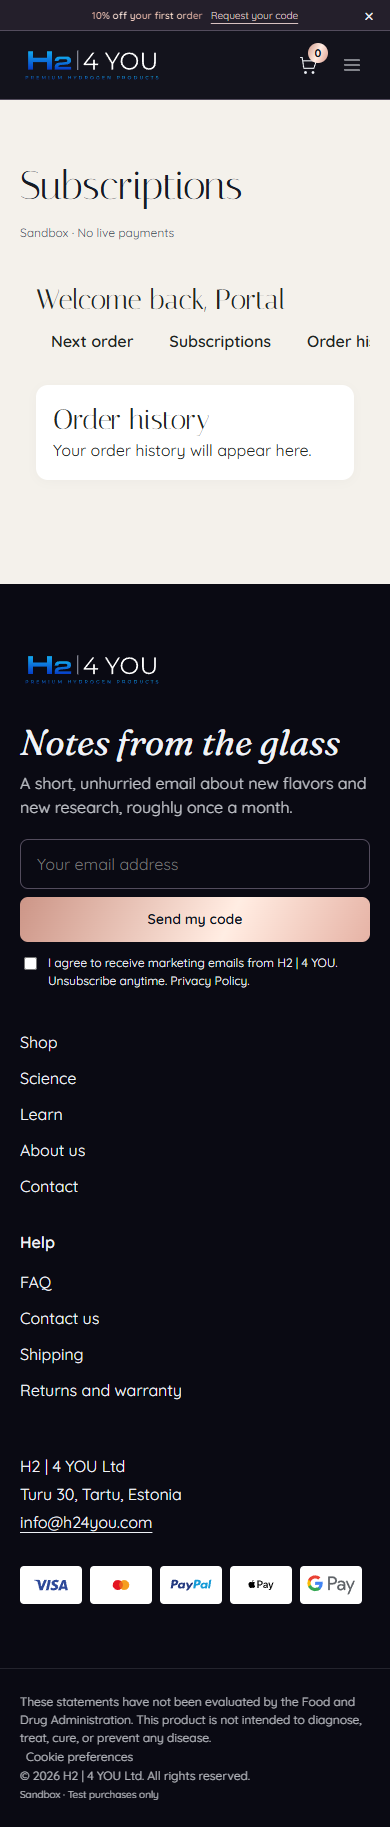 10% off your first order Request your code ✕
H2 | 4 YOU
PREMIUM HYDROGEN PRODUCTS
0
Subscriptions
Sandbox · No live payments
Welcome back, Portal
Next order Subscriptions Order his
Order history
Your order history will appear here.
H2 | 4 YOU
PREMIUM HYDROGEN PRODUCTS
Notes from the glass
A short, unhurried email about new flavors and
new research, roughly once a month.
Your email address
Send my code
I agree to receive marketing emails from H2 | 4 YOU.
Unsubscribe anytime. Privacy Policy.
Shop
Science
Learn
About us
Contact
Help
FAQ
Contact us
Shipping
Returns and warranty
H2 | 4 YOU Ltd
Turu 30, Tartu, Estonia
info@h24you.com
VISA PayPal Pay G Pay
These statements have not been evaluated by the Food and
Drug Administration. This product is not intended to diagnose,
treat, cure, or prevent any disease.
Cookie preferences
© 2026 H2 | 4 YOU Ltd. All rights reserved.
Sandbox · Test purchases only